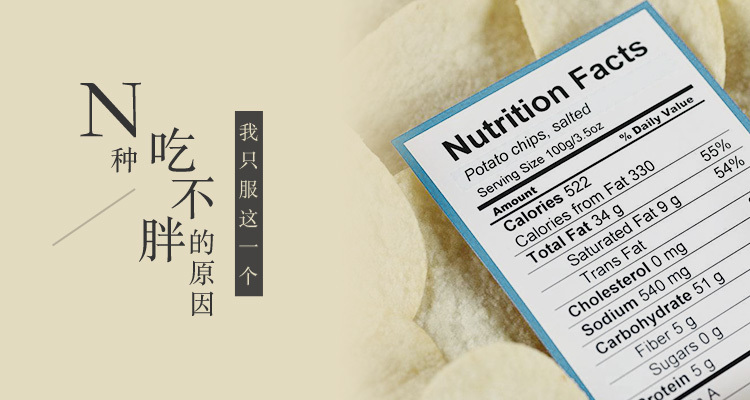 N
种
吃
不
胖
的原因
我只服这一个
Nutrition Facts
Potato chips, salted
Serving Size 100g/3.5oz
Amount % Daily Value
Calories 522
Calories from Fat 330
Total Fat 34 g 55%
Saturated Fat 9 g 54%
Trans Fat
Cholesterol 0 mg
Sodium 540 mg
Carbohydrate 51 g
Fiber 5 g
Sugars 0 g
Protein 5 g